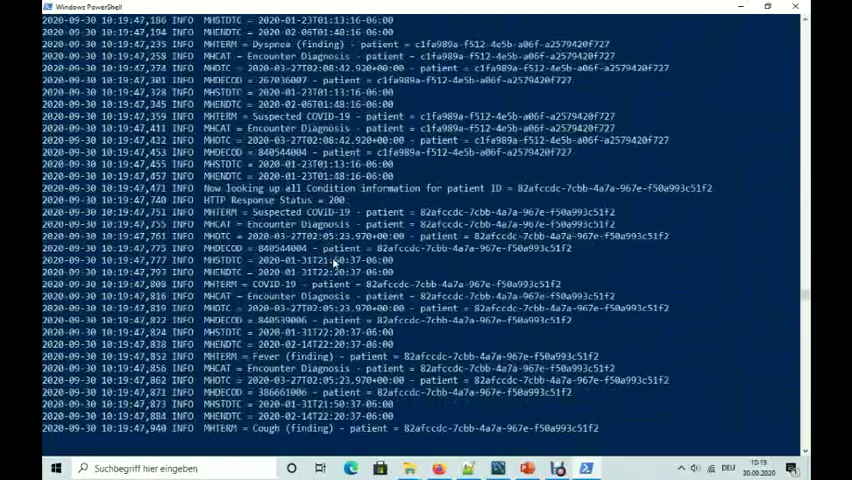 Windows PowerShell
2020-09-30 10:19:47,186 INFO MHSTDTC = 2020-01-23T01:13:16-06:00
2020-09-30 10:19:47,194 INFO MHENDTC = 2020-02-06T01:48:16-06:00
2020-09-30 10:19:47,235 INFO MHTERM = Dyspnea (finding) - patient = c1fa989a-f512-4e5b-a06f-a2579420f727
2020-09-30 10:19:47,258 INFO MHCAT = Encounter Diagnosis - patient = c1fa989a-f512-4e5b-a06f-a2579420f727
2020-09-30 10:19:47,274 INFO MHDTC = 2020-03-27T02:08:42.920+00:00 - patient = c1fa989a-f512-4e5b-a06f-a2579420f727
2020-09-30 10:19:47,301 INFO MHDECOD = 267036007 - patient = c1fa989a-f512-4e5b-a06f-a2579420f727
2020-09-30 10:19:47,328 INFO MHSTDTC = 2020-01-23T01:13:16-06:00
2020-09-30 10:19:47,345 INFO MHENDTC = 2020-02-06T01:48:16-06:00
2020-09-30 10:19:47,359 INFO MHTERM = Suspected COVID-19 - patient = c1fa989a-f512-4e5b-a06f-a2579420f727
2020-09-30 10:19:47,411 INFO MHCAT = Encounter Diagnosis - patient = c1fa989a-f512-4e5b-a06f-a2579420f727
2020-09-30 10:19:47,432 INFO MHDTC = 2020-03-27T02:08:42.920+00:00 - patient = c1fa989a-f512-4e5b-a06f-a2579420f727
2020-09-30 10:19:47,453 INFO MHDECOD = 840544004 - patient = c1fa989a-f512-4e5b-a06f-a2579420f727
2020-09-30 10:19:47,455 INFO MHSTDTC = 2020-01-23T01:13:16-06:00
2020-09-30 10:19:47,464 INFO MHENDTC = 2020-01-23T01:48:16-06:00
2020-09-30 10:19:47,471 INFO Now looking up all Condition information for patient ID = 82afccdc-7cbb-4a7a-967e-f50a993c51f2
2020-09-30 10:19:47,740 INFO HTTP Response Status = 200
2020-09-30 10:19:47,751 INFO MHTERM = Suspected COVID-19 - patient = 82afccdc-7cbb-4a7a-967e-f50a993c51f2
2020-09-30 10:19:47,755 INFO MHCAT = Encounter Diagnosis - patient = 82afccdc-7cbb-4a7a-967e-f50a993c51f2
2020-09-30 10:19:47,761 INFO MHDTC = 2020-03-27T02:05:23.970+00:00 - patient = 82afccdc-7cbb-4a7a-967e-f50a993c51f2
2020-09-30 10:19:47,775 INFO MHDECOD = 840544004 - patient = 82afccdc-7cbb-4a7a-967e-f50a993c51f2
2020-09-30 10:19:47,777 INFO MHSTDTC = 2020-01-31T21:50:37-06:00
2020-09-30 10:19:47,793 INFO MHENDTC = 2020-01-31T22:20:37-06:00
2020-09-30 10:19:47,808 INFO MHTERM = COVID-19 - patient = 82afccdc-7cbb-4a7a-967e-f50a993c51f2
2020-09-30 10:19:47,816 INFO MHCAT = Encounter Diagnosis - patient = 82afccdc-7cbb-4a7a-967e-f50a993c51f2
2020-09-30 10:19:47,819 INFO MHDTC = 2020-03-27T02:05:23.970+00:00 - patient = 82afccdc-7cbb-4a7a-967e-f50a993c51f2
2020-09-30 10:19:47,822 INFO MHDECOD = 840539006 - patient = 82afccdc-7cbb-4a7a-967e-f50a993c51f2
2020-09-30 10:19:47,824 INFO MHSTDTC = 2020-01-31T22:20:37-06:00
2020-09-30 10:19:47,838 INFO MHENDTC = 2020-02-14T22:20:37-06:00
2020-09-30 10:19:47,852 INFO MHTERM = Fever (finding) - patient = 82afccdc-7cbb-4a7a-967e-f50a993c51f2
2020-09-30 10:19:47,856 INFO MHCAT = Encounter Diagnosis - patient = 82afccdc-7cbb-4a7a-967e-f50a993c51f2
2020-09-30 10:19:47,862 INFO MHDTC = 2020-03-27T02:05:23.970+00:00 - patient = 82afccdc-7cbb-4a7a-967e-f50a993c51f2
2020-09-30 10:19:47,871 INFO MHDECOD = 386661006 - patient = 82afccdc-7cbb-4a7a-967e-f50a993c51f2
2020-09-30 10:19:47,873 INFO MHSTDTC = 2020-01-31T21:50:37-06:00
2020-09-30 10:19:47,884 INFO MHENDTC = 2020-02-14T22:20:37-06:00
2020-09-30 10:19:47,940 INFO MHTERM = Cough (finding) - patient = 82afccdc-7cbb-4a7a-967e-f50a993c51f2
Suchbegriff hier eingeben
DEU
10:19
30.09.2020